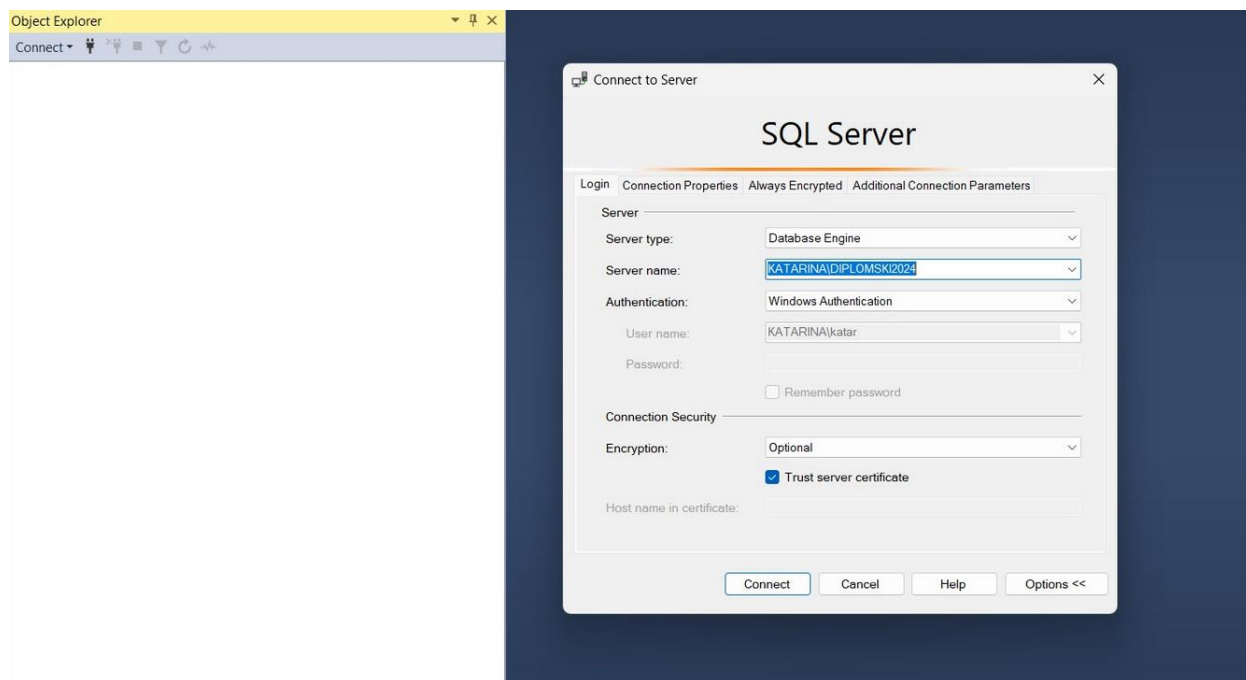 Object Explorer
Connect
Connect to Server
SQL Server
Login Connection Properties Always Encrypted Additional Connection Parameters
Server
Server type: Database Engine
Server name: KATARINA\DIPLOMSKI2024
Authentication: Windows Authentication
User name: KATARINA\katar
Password:
Remember password
Connection Security
Encryption: Optional
Trust server certificate
Host name in certificate:
Connect Cancel Help Options <<